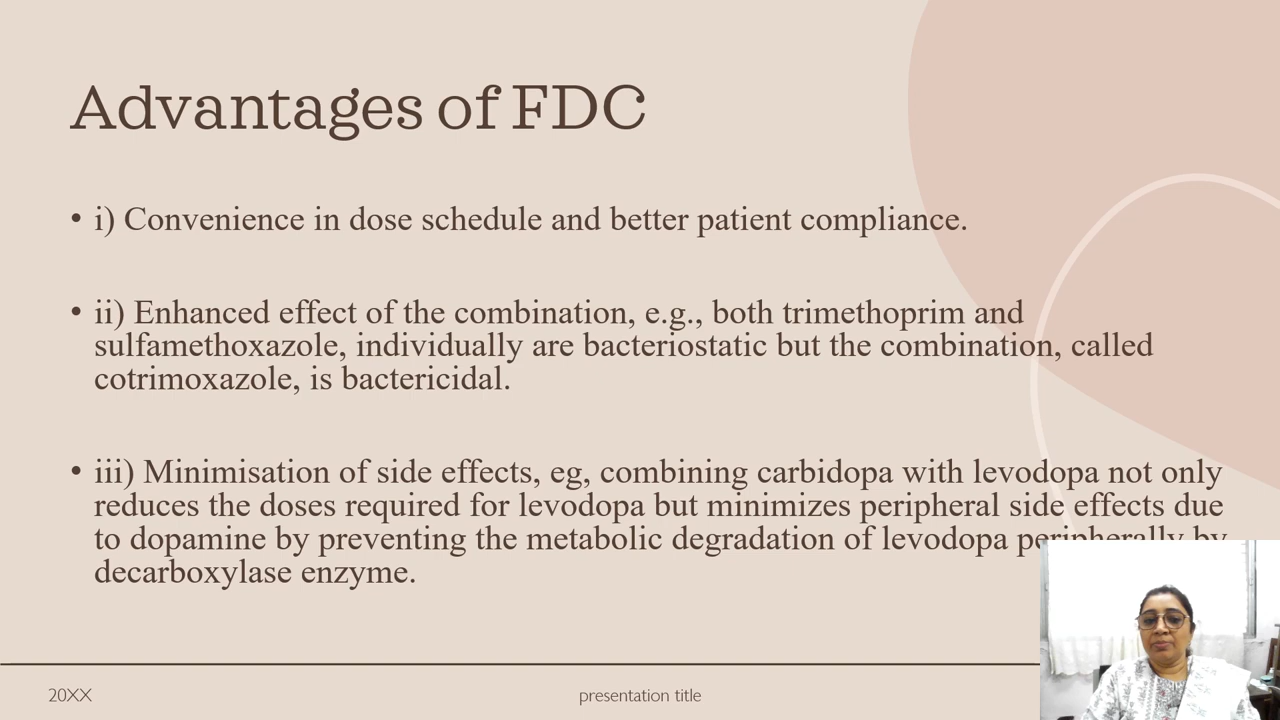 Advantages of FDC
• i) Convenience in dose schedule and better patient compliance.
• ii) Enhanced effect of the combination, e.g., both trimethoprim and
sulfamethoxazole, individually are bacteriostatic but the combination, called
cotrimoxazole, is bactericidal.
• iii) Minimisation of side effects, eg, combining carbidopa with levodopa not only
reduces the doses required for levodopa but minimizes peripheral side effects due
to dopamine by preventing the metabolic degradation of levodopa peripherally by
decarboxylase enzyme.
20XX
presentation title